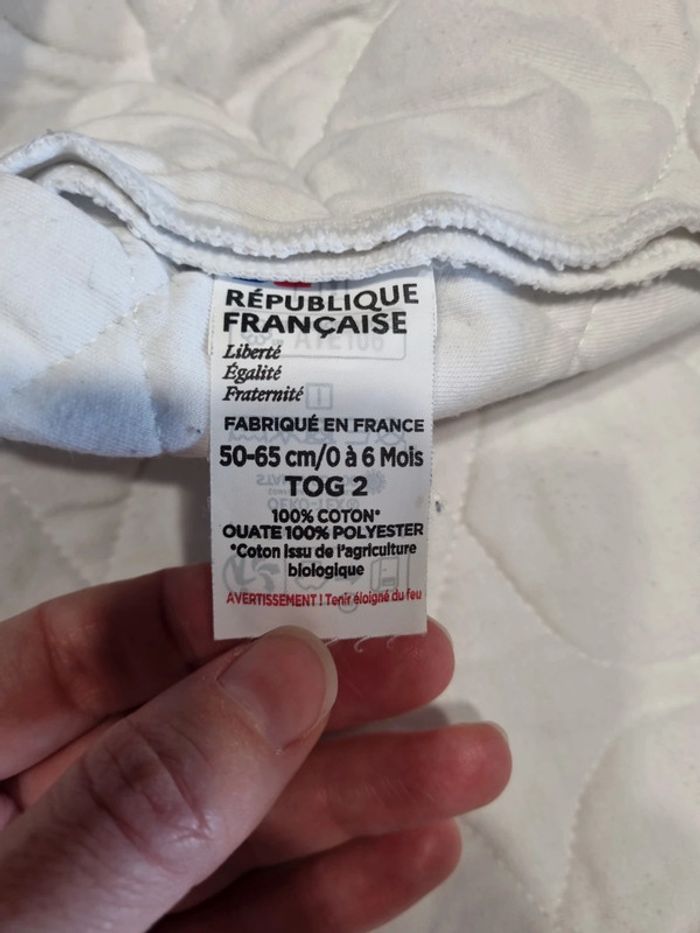 RÉPUBLIQUE
FRANÇAISE
Liberté
Égalité
Fraternité
FABRIQUÉ EN FRANCE
50-65 cm/0 à 6 Mois
TOG 2
100% COTON*
OUATE 100% POLYESTER
*Coton issu de l'agriculture
biologique
AVERTISSEMENT ! Tenir éloigné du feu